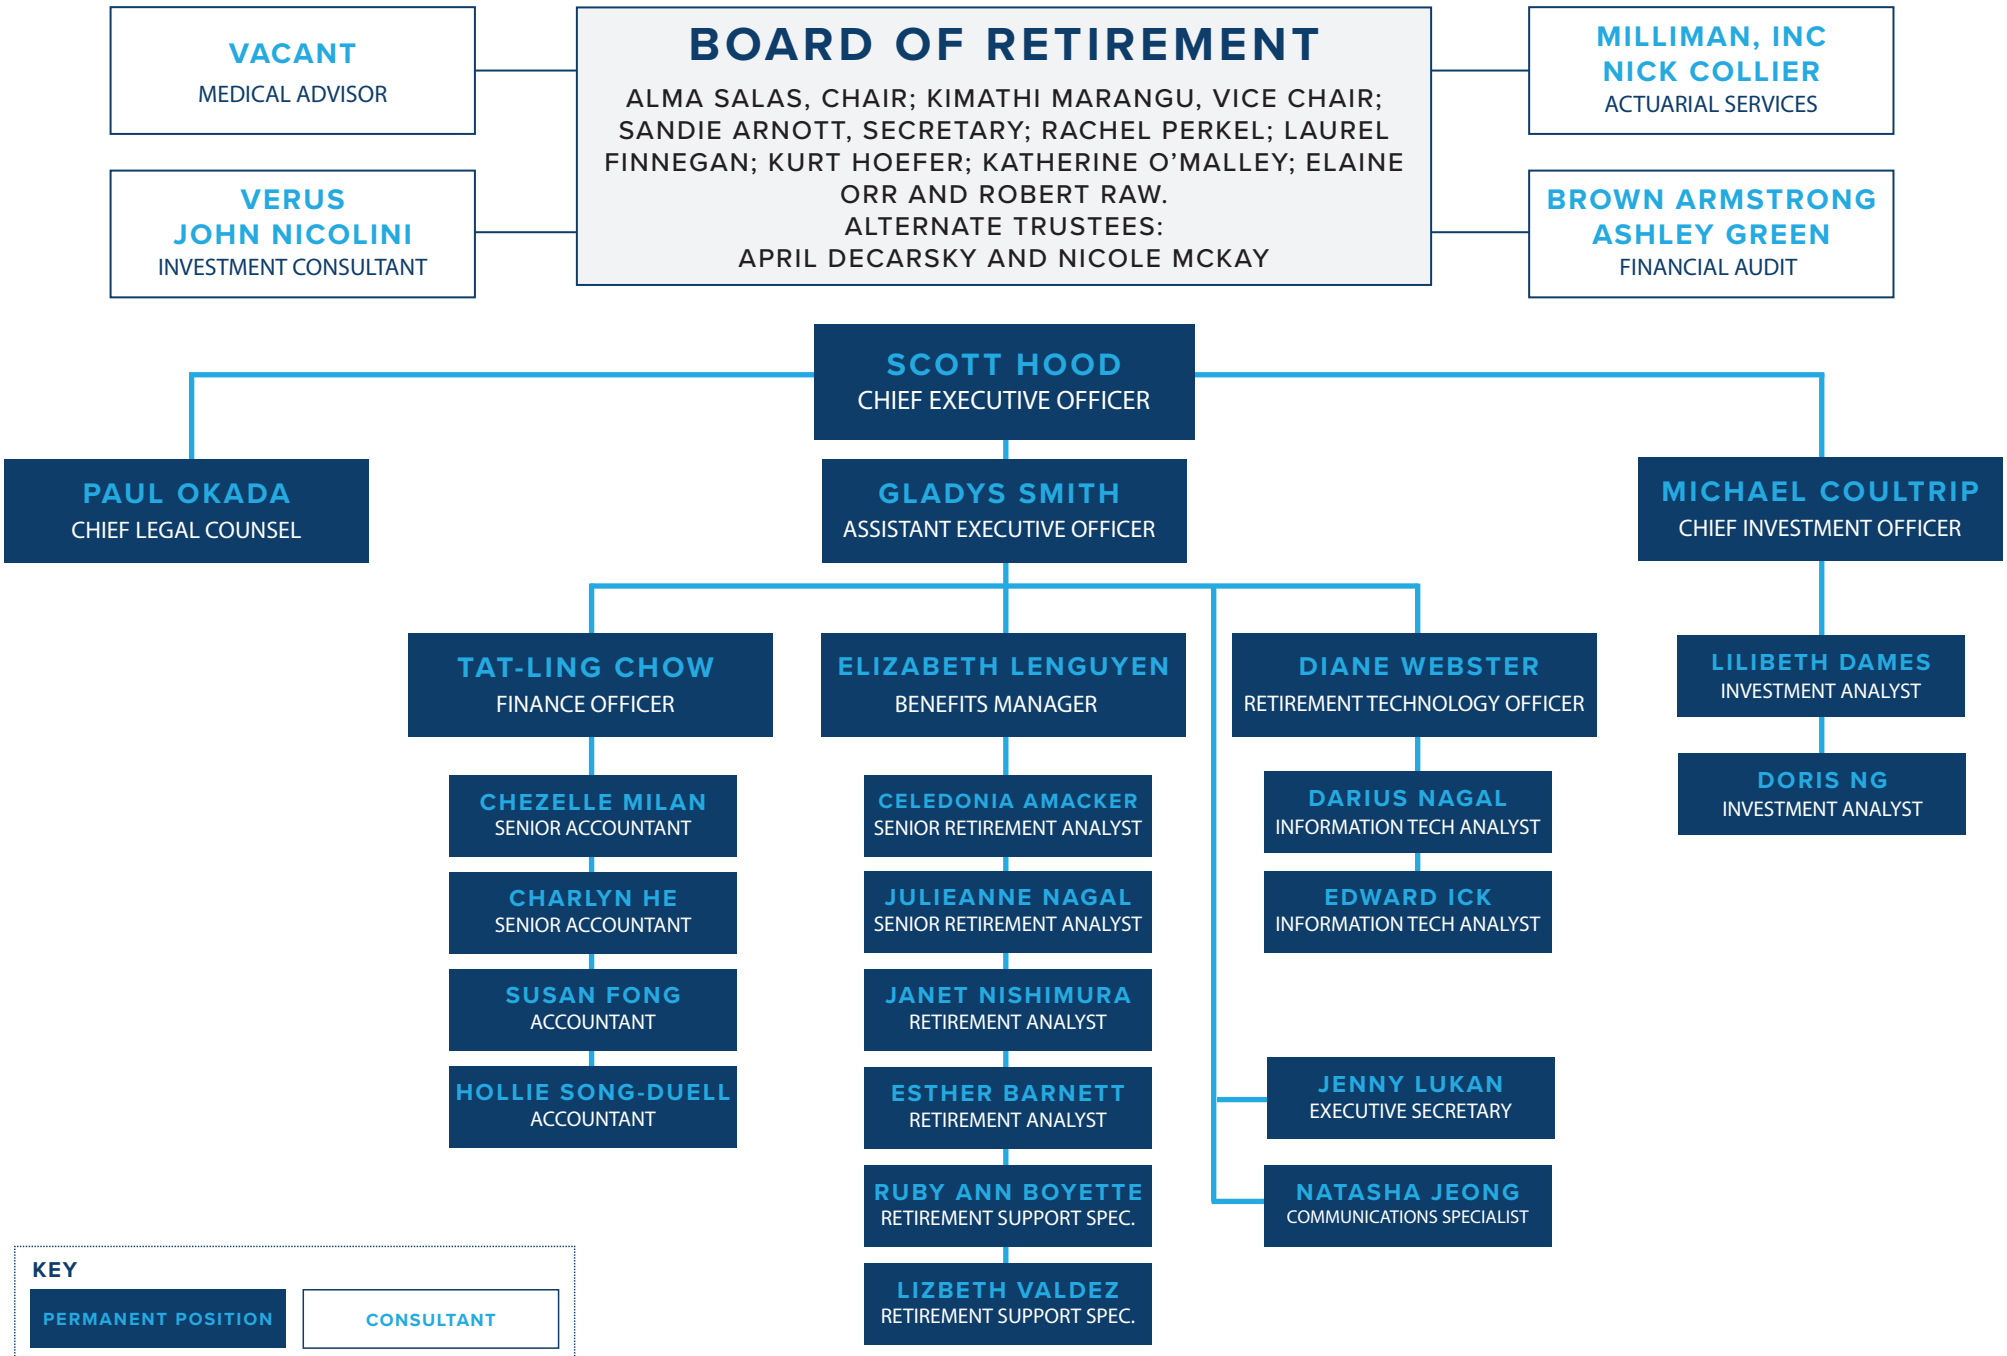 VACANT
MEDICAL ADVISOR
VERUS
JOHN NICOLINI
INVESTMENT CONSULTANT
BOARD OF RETIREMENT
ALMA SALAS, CHAIR; KIMATHI MARANGU, VICE CHAIR;
SANDIE ARNOTT, SECRETARY; RACHEL PERKEL; LAUREL
FINNEGAN; KURT HOEFER; KATHERINE O’MALLEY; ELAINE
ORR AND ROBERT RAW.
ALTERNATE TRUSTEES:
APRIL DECARSKY AND NICOLE MCKAY
MILLIMAN, INC
NICK COLLIER
ACTUARIAL SERVICES
BROWN ARMSTRONG
ASHLEY GREEN
FINANCIAL AUDIT
SCOTT HOOD
CHIEF EXECUTIVE OFFICER
PAUL OKADA
CHIEF LEGAL COUNSEL
GLADYS SMITH
ASSISTANT EXECUTIVE OFFICER
MICHAEL COULTRIP
CHIEF INVESTMENT OFFICER
TAT-LING CHOW
FINANCE OFFICER
CHEZELLE MILAN
SENIOR ACCOUNTANT
CHARLYN HE
SENIOR ACCOUNTANT
SUSAN FONG
ACCOUNTANT
HOLLIE SONG-DUELL
ACCOUNTANT
ELIZABETH LENGUYEN
BENEFITS MANAGER
CELEDONIA AMACKER
SENIOR RETIREMENT ANALYST
JULIEANNE NAGAL
SENIOR RETIREMENT ANALYST
JANET NISHIMURA
RETIREMENT ANALYST
ESTHER BARNETT
RETIREMENT ANALYST
RUBY ANN BOYETTE
RETIREMENT SUPPORT SPEC.
LIZBETH VALDEZ
RETIREMENT SUPPORT SPEC.
DIANE WEBSTER
RETIREMENT TECHNOLOGY OFFICER
DARIUS NAGAL
INFORMATION TECH ANALYST
EDWARD ICK
INFORMATION TECH ANALYST
JENNY LUKAN
EXECUTIVE SECRETARY
NATASHA JEONG
COMMUNICATIONS SPECIALIST
LILIBETH DAMES
INVESTMENT ANALYST
DORIS NG
INVESTMENT ANALYST
KEY
PERMANENT POSITION
CONSULTANT